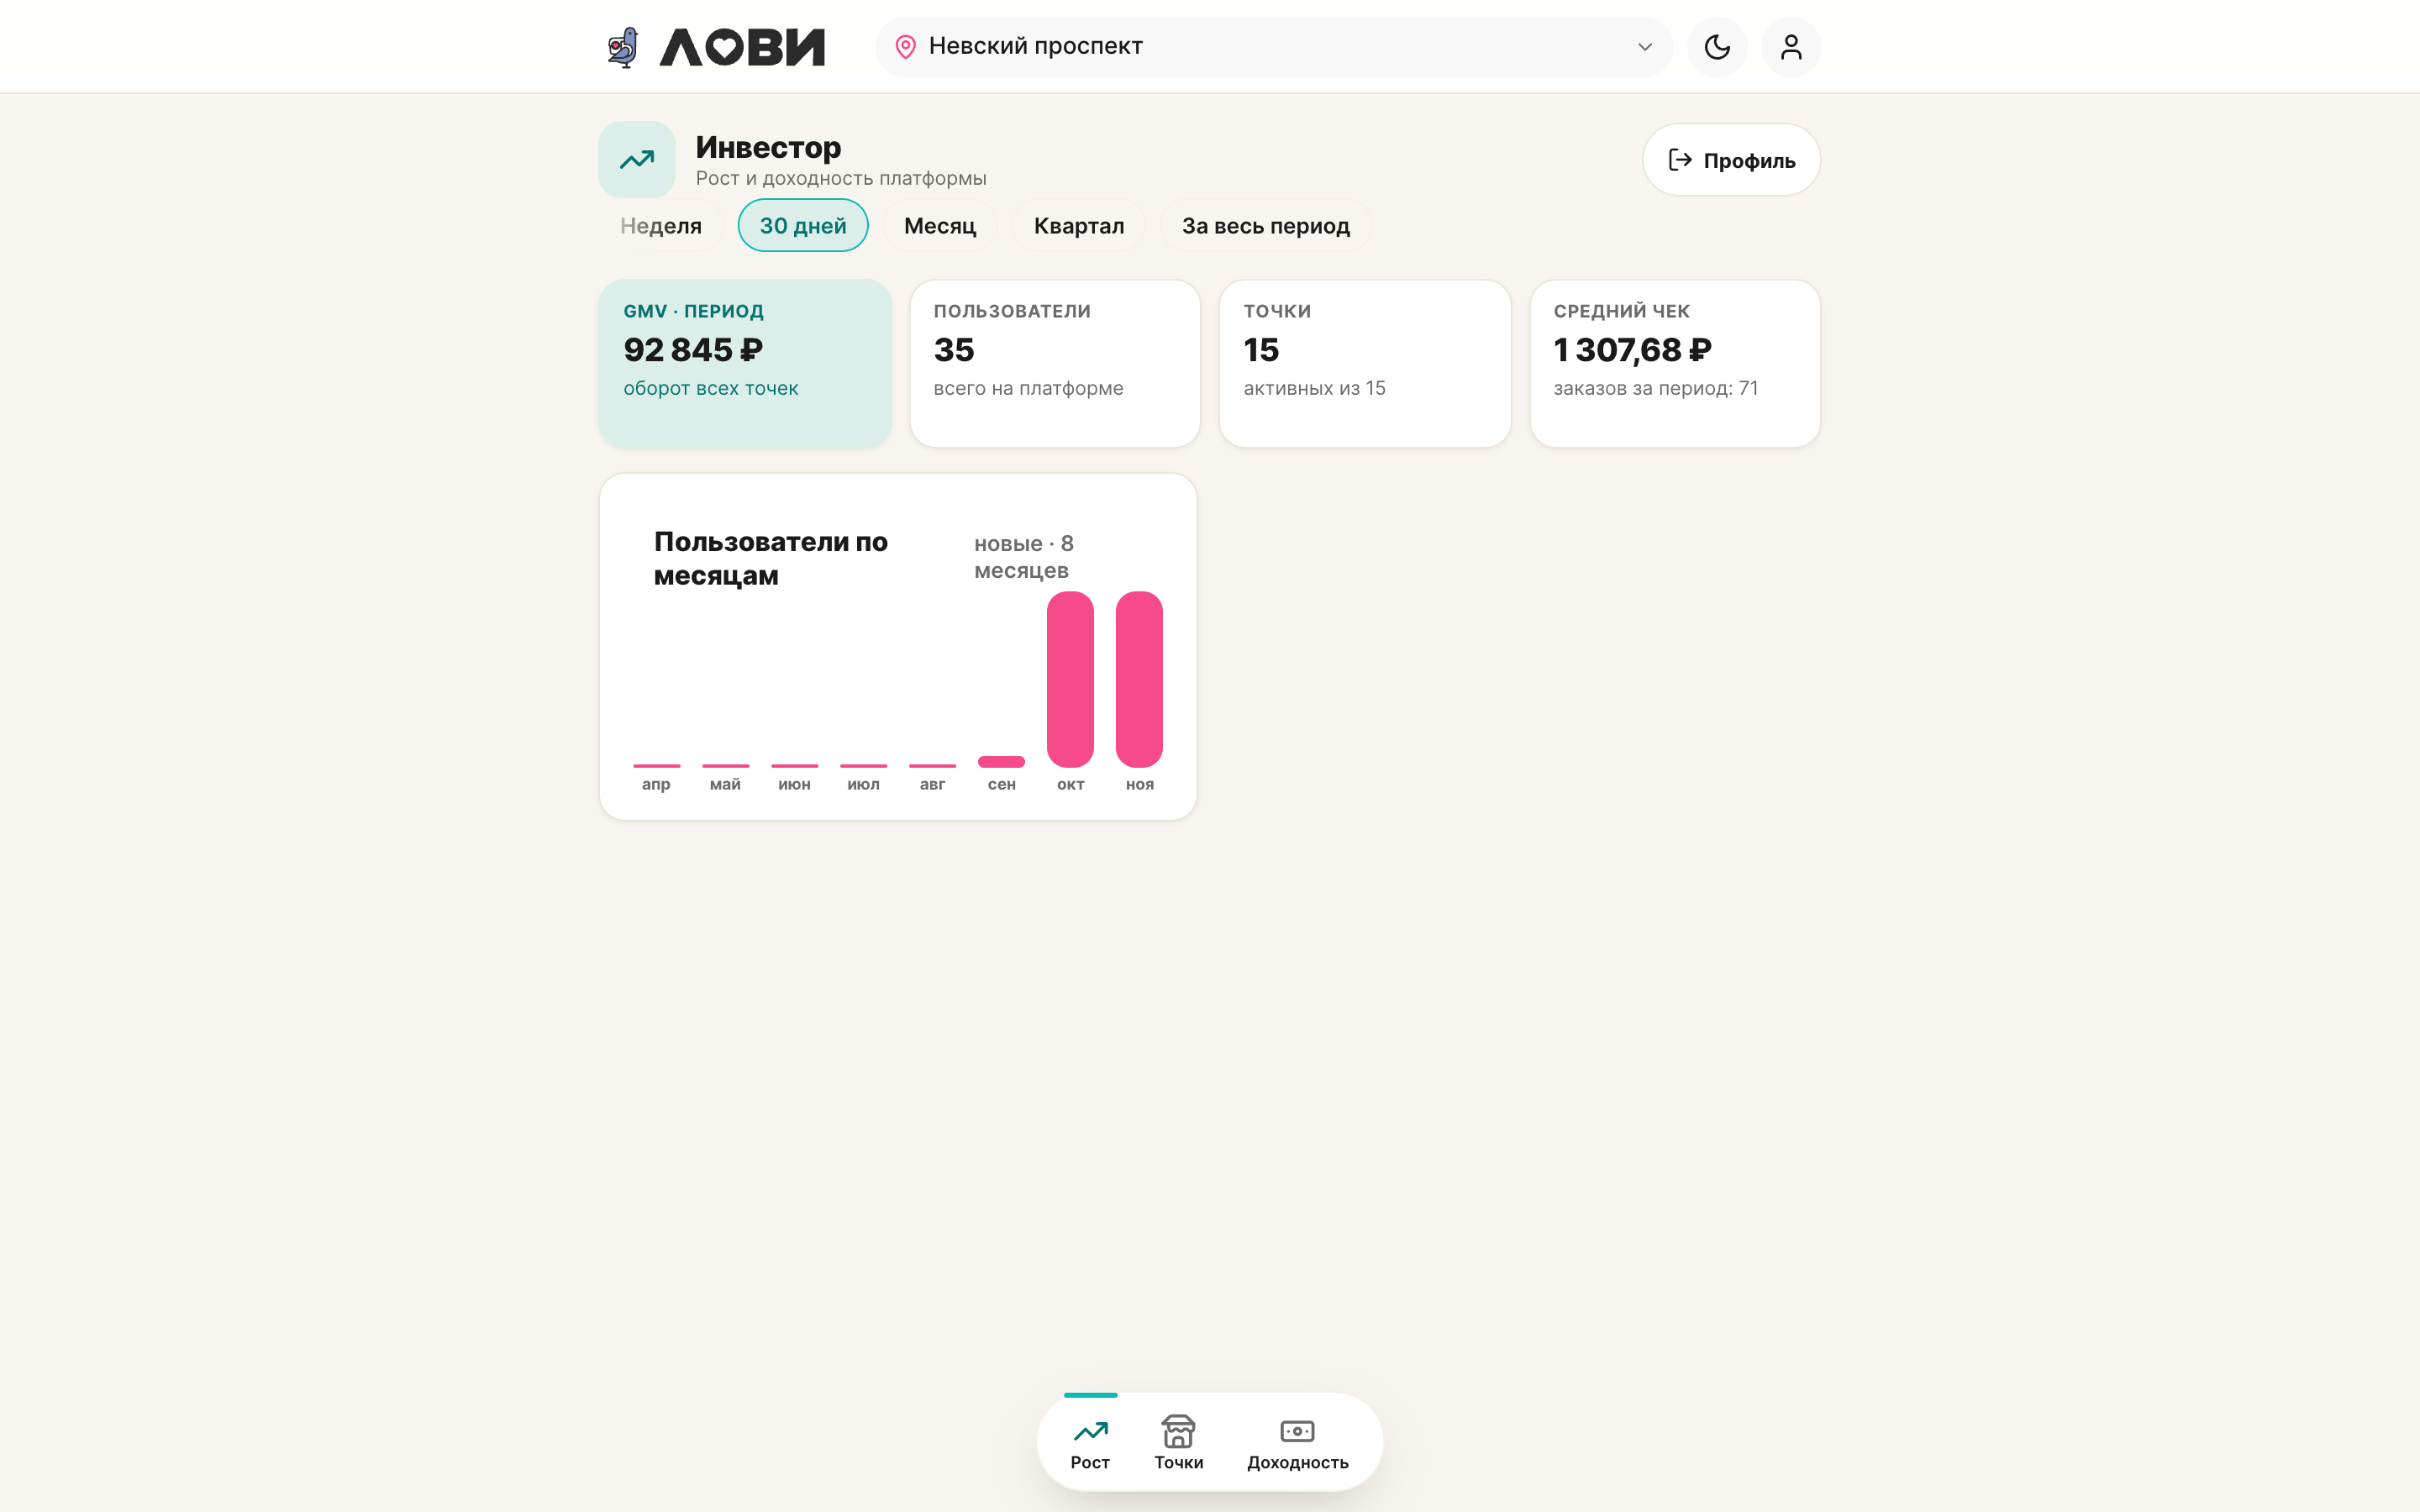 ЛОВИ
Невский проспект
Инвестор
Рост и доходность платформы
Профиль
Неделя
30 дней
Месяц
Квартал
За весь период
GMV · ПЕРИОД
92 845 ₽
оборот всех точек
ПОЛЬЗОВАТЕЛИ
35
всего на платформе
ТОЧКИ
15
активных из 15
СРЕДНИЙ ЧЕК
1 307,68 ₽
заказов за период: 71
Пользователи по
месяцам
новые · 8
месяцев
апр
май
июн
июл
авг
сен
окт
ноя
Рост
Точки
Доходность